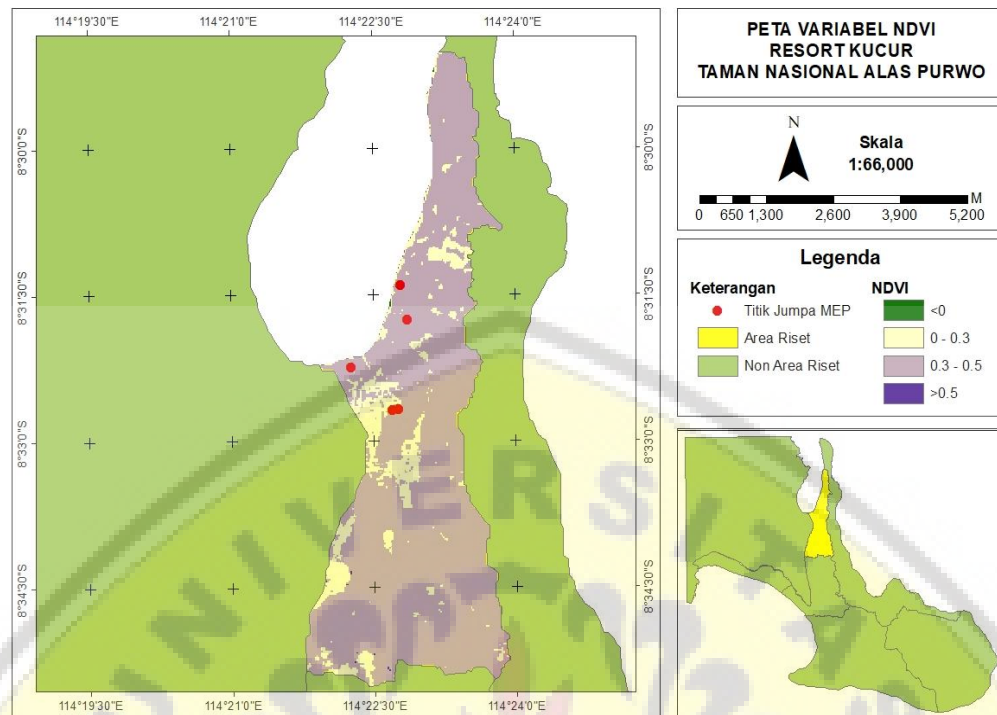 114°19'30"E 114°21'0"E 114°22'30"E 114°24'0"E
8°30'0"S 8°30'0"S
8°31'30"S 8°31'30"S
8°33'0"S 8°33'0"S
8°34'30"S 8°34'30"S
114°19'30"E 114°21'0"E 114°22'30"E 114°24'0"E
PETA VARIABEL NDVI
RESORT KUCUR
TAMAN NASIONAL ALAS PURWO
N
Skala
1:66,000
M
0 650 1,300 2,600 3,900 5,200
Legenda
Keterangan NDVI
Titik Jumpa MEP <0
Area Riset 0 - 0.3
Non Area Riset 0.3 - 0.5
>0.5
UNIVERSITA